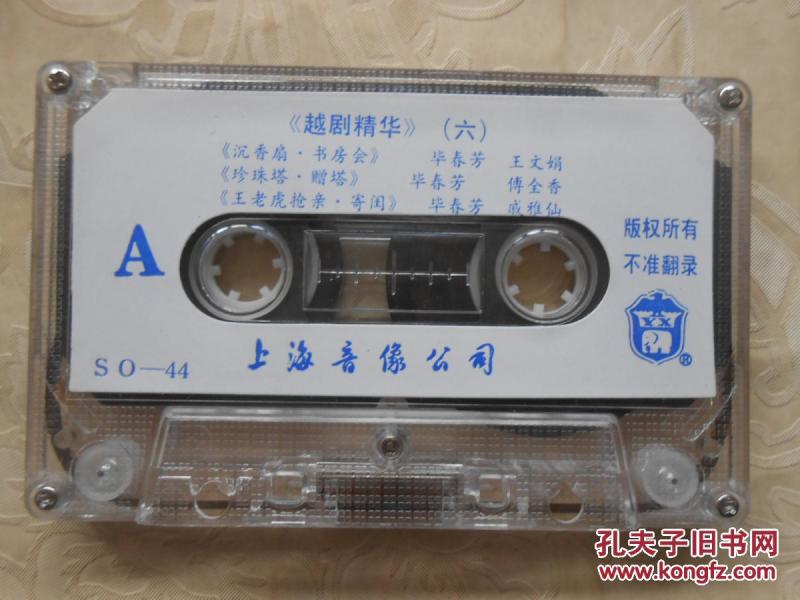 《越剧精华》（六）
《沉香扇·书房会》 毕春芳 王文娟
《珍珠塔·赠塔》 毕春芳 傅全香
《王老虎抢亲·寄闺》 毕春芳 戚雅仙
A
版权所有
不准翻录
XX
®
SO—44
上海音像公司
孔夫子旧书网
www.kongfz.com